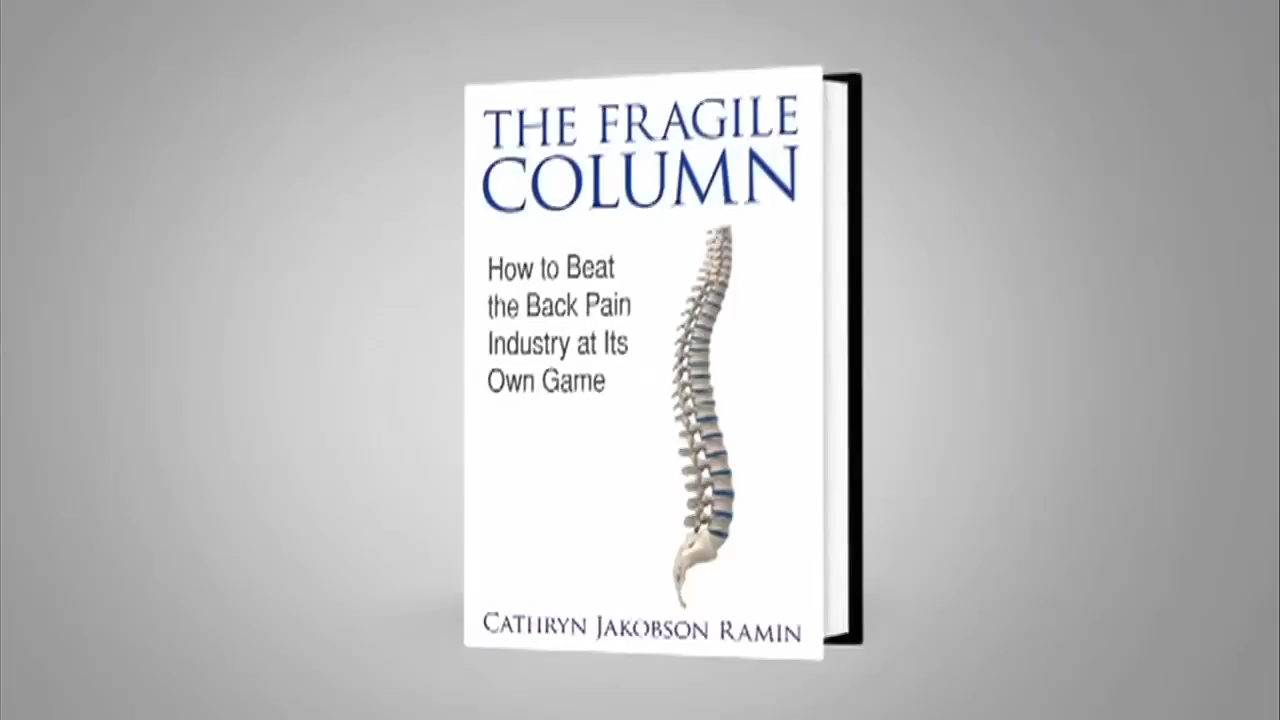 THE FRAGILE
COLUMN
How to Beat
the Back Pain
Industry at Its
Own Game
CATHRYN JAKOBSON RAMIN